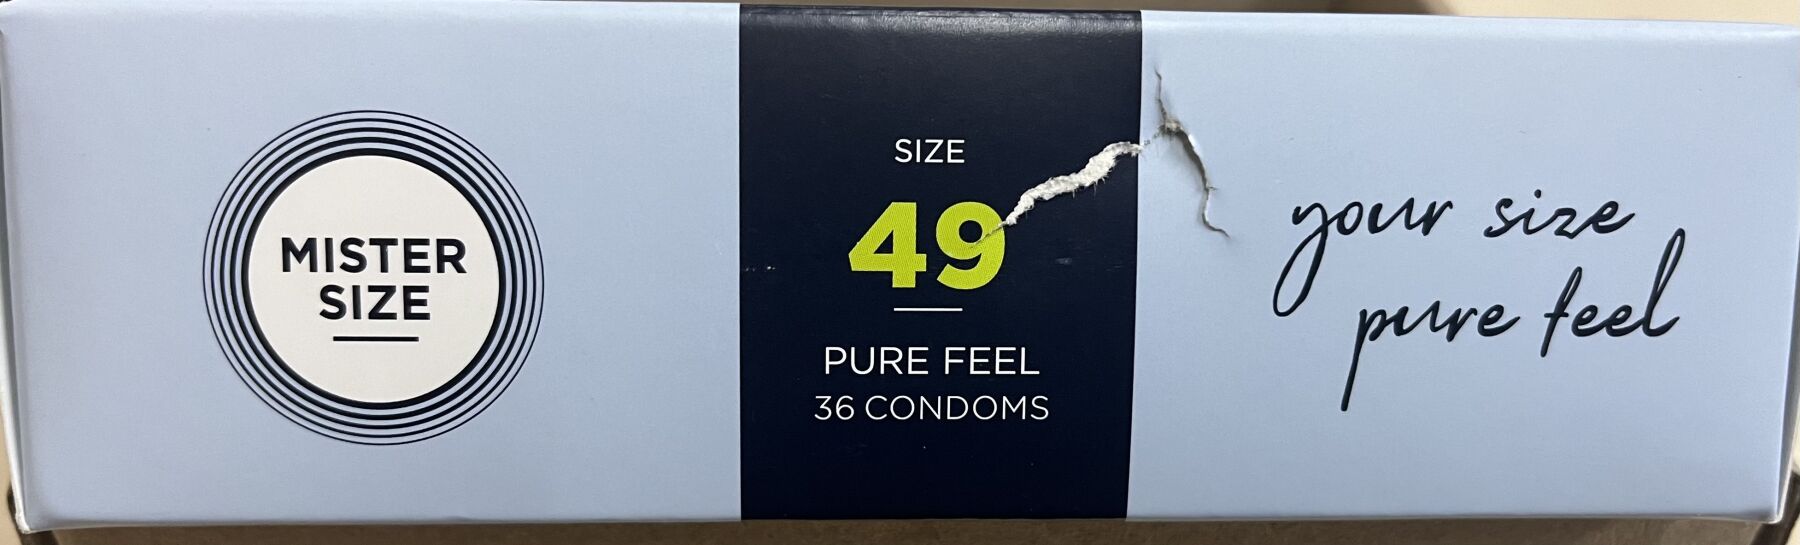 MISTER
SIZE
SIZE
49
PURE FEEL
36 CONDOMS
your size
pure feel